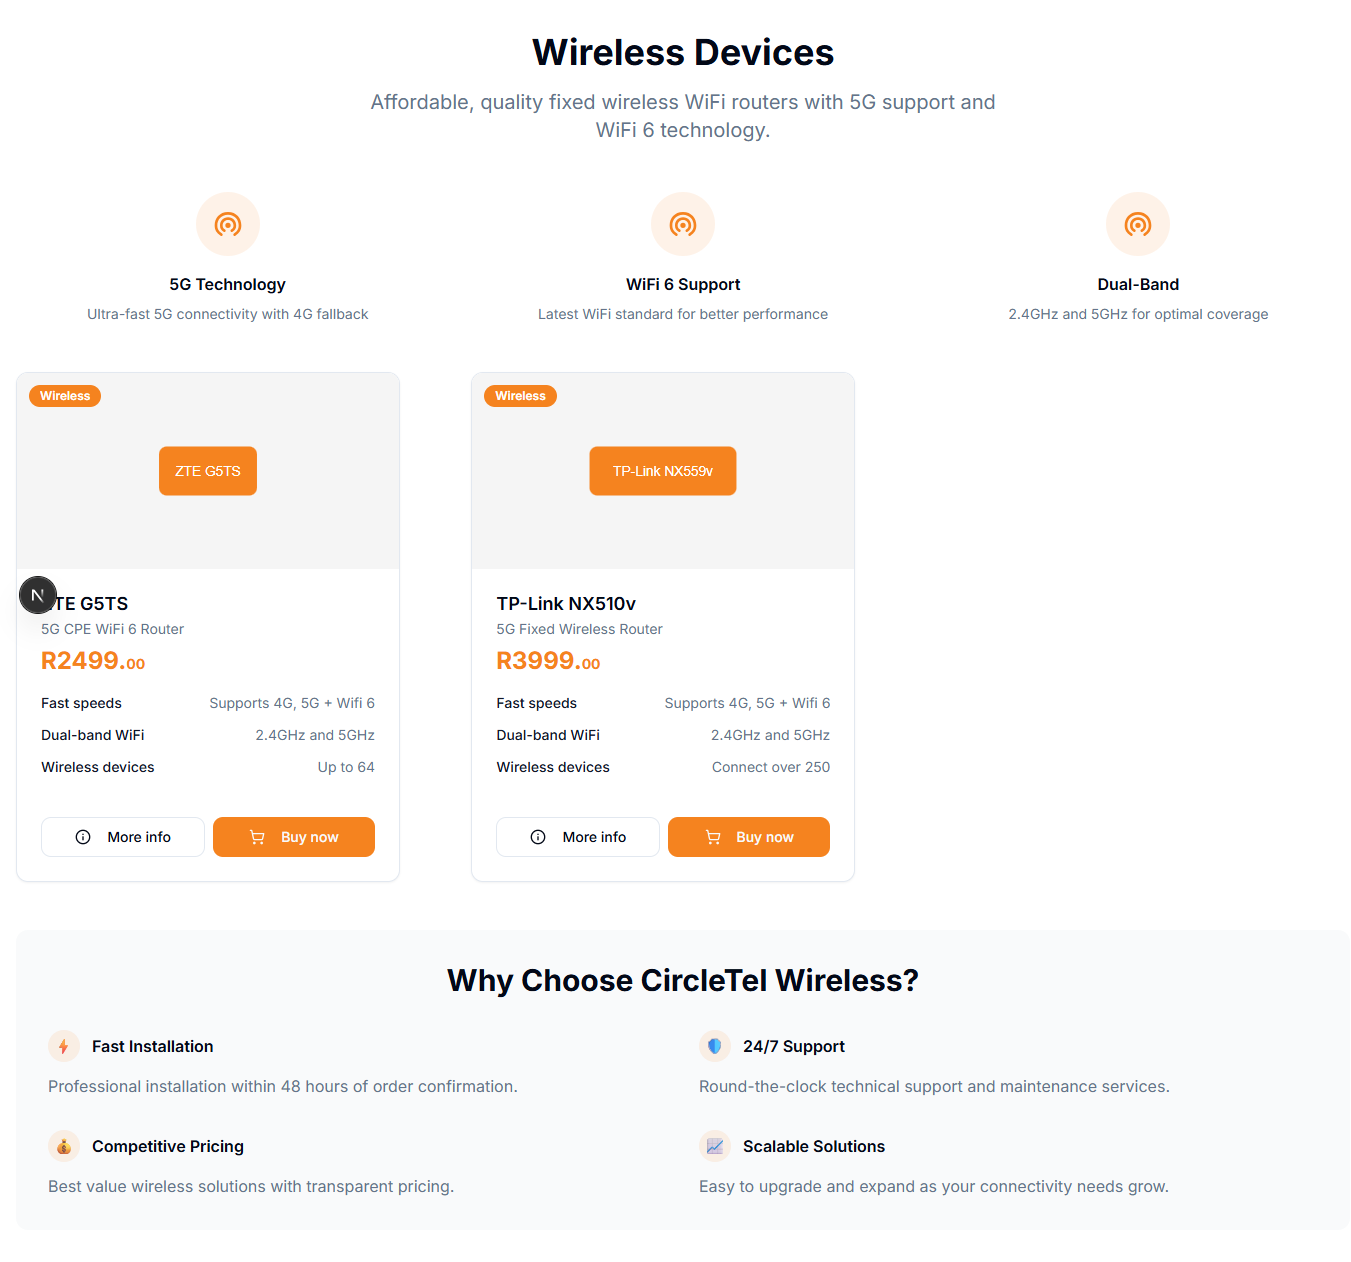 Wireless Devices
Affordable, quality fixed wireless WiFi routers with 5G support and
WiFi 6 technology.
5G Technology
Ultra-fast 5G connectivity with 4G fallback
WiFi 6 Support
Latest WiFi standard for better performance
Dual-Band
2.4GHz and 5GHz for optimal coverage
Wireless
ZTE G5TS
N
TE G5TS
5G CPE WiFi 6 Router
R2499.00
Fast speeds Supports 4G, 5G + Wifi 6
Dual-band WiFi 2.4GHz and 5GHz
Wireless devices Up to 64
More info Buy now
Wireless
TP-Link NX559v
TP-Link NX510v
5G Fixed Wireless Router
R3999.00
Fast speeds Supports 4G, 5G + Wifi 6
Dual-band WiFi 2.4GHz and 5GHz
Wireless devices Connect over 250
More info Buy now
Why Choose CircleTel Wireless?
Fast Installation
Professional installation within 48 hours of order confirmation.
24/7 Support
Round-the-clock technical support and maintenance services.
Competitive Pricing
Best value wireless solutions with transparent pricing.
Scalable Solutions
Easy to upgrade and expand as your connectivity needs grow.